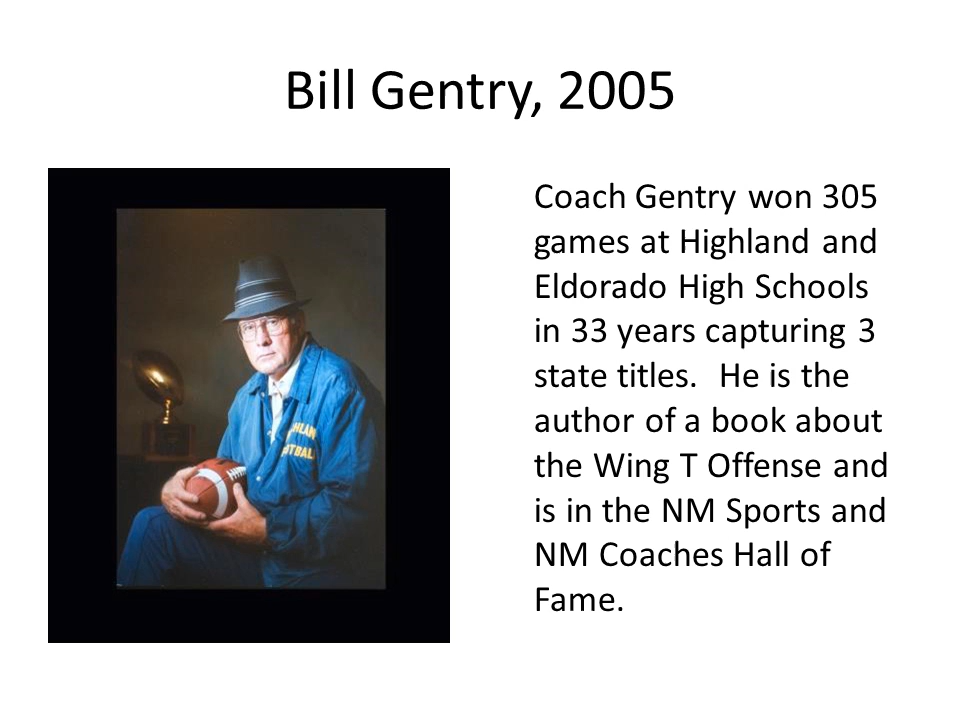 Bill Gentry, 2005
Coach Gentry won 305
games at Highland and
Eldorado High Schools
in 33 years capturing 3
state titles.  He is the
author of a book about
the Wing T Offense and
is in the NM Sports and
NM Coaches Hall of
Fame.